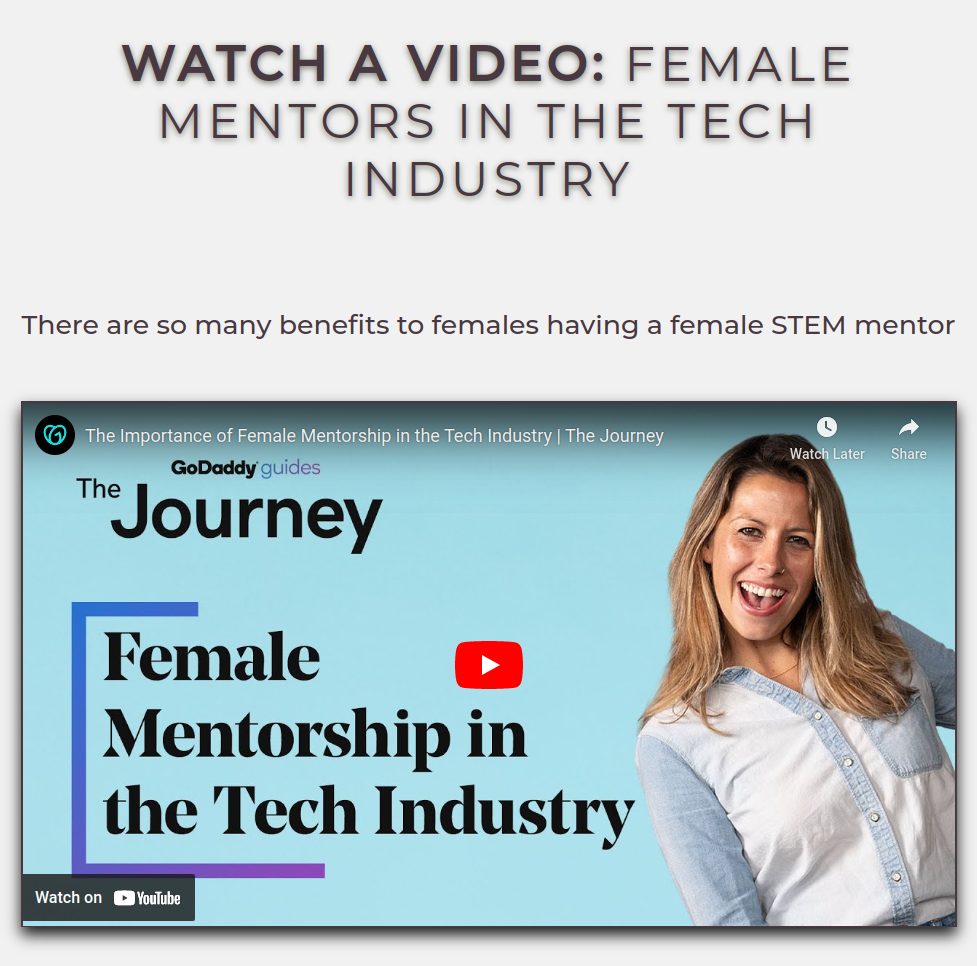 WATCH A VIDEO: FEMALE
MENTORS IN THE TECH
INDUSTRY
There are so many benefits to females having a female STEM mentor
The Importance of Female Mentorship in the Tech Industry | The Journey
Watch Later
Share
GoDaddy guides
The
Journey
Female
Mentorship in
the Tech Industry
Watch on YouTube